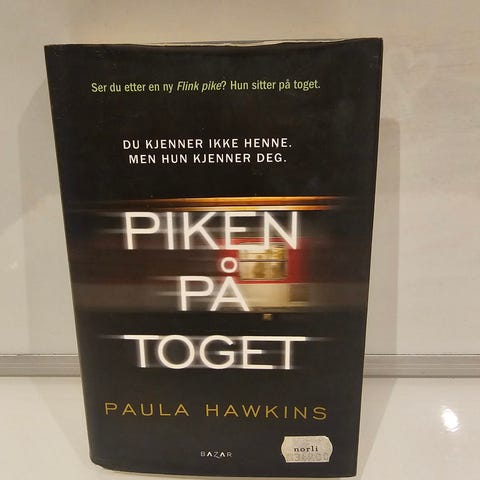 Ser du etter en ny Flink pike? Hun sitter på toget.
DU KJENNER IKKE HENNE.
MEN HUN KJENNER DEG.
PIKEN
PÅ
TOGET
PAULA HAWKINS
BAZAR
norli